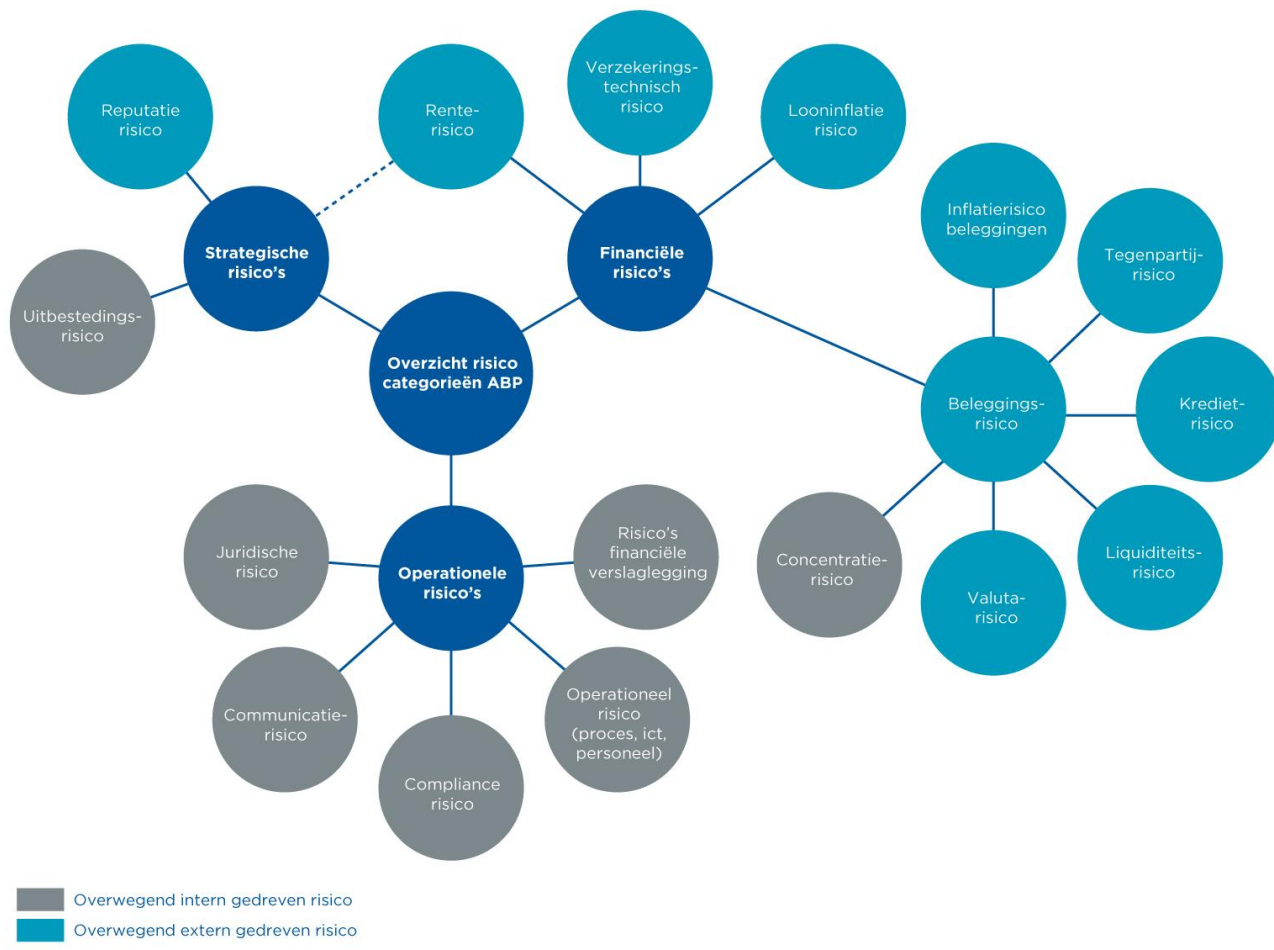 Reputatie
risico
Rente-
risico
Verzekerings-
technisch
risico
Looninflatie
risico
Inflatierisico
beleggingen
Tegenpartij-
risico
Strategische
risico's
Financiële
risico's
Uitbestedings-
risico
Overzicht risico
categorieën ABP
Beleggings-
risico
Krediet-
risico
Juridische
risico
Operationele
risico's
Risico's
financiële
verslaglegging
Concentratie-
risico
Valuta-
risico
Liquiditeits-
risico
Communicatie-
risico
Compliance
risico
Operationeel
risico
(proces, ict,
personeel)
Overwegend intern gedreven risico
Overwegend extern gedreven risico